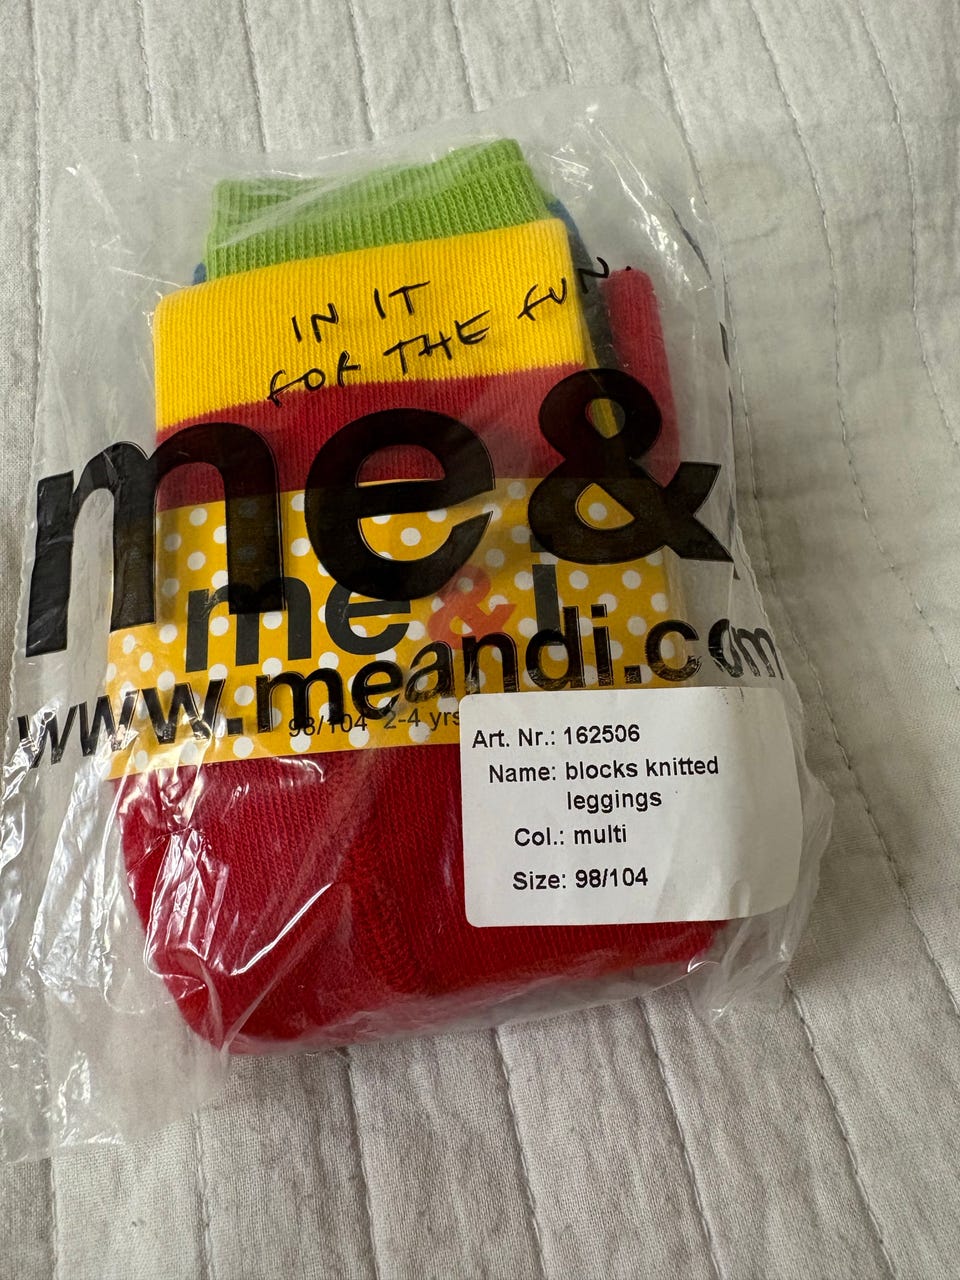 IN IT
FOR THE FUN.
me&
me&I
www.meandi.com
98/104 2-4 yrs
Art. Nr.: 162506
Name: blocks knitted
leggings
Col.: multi
Size: 98/104